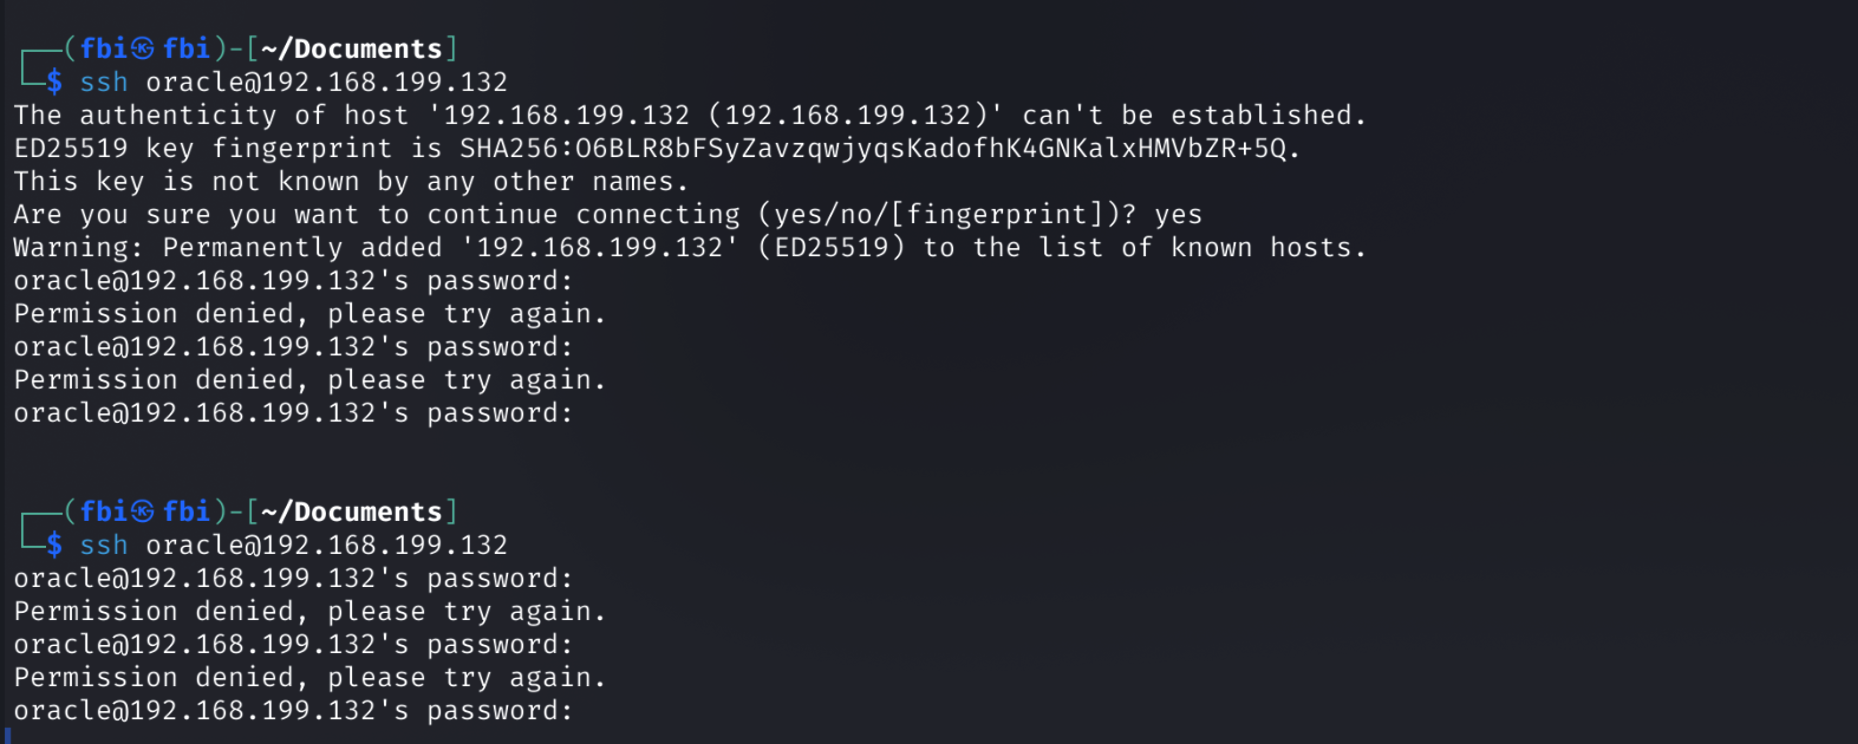 ┌──(fbi㉿fbi)-[~/Documents]
└─$ ssh oracle@192.168.199.132
The authenticity of host '192.168.199.132 (192.168.199.132)' can't be established.
ED25519 key fingerprint is SHA256:O6BLR8bFSyZavzqwjyqsKadofhK4GNKalxHMVbZR+5Q.
This key is not known by any other names.
Are you sure you want to continue connecting (yes/no/[fingerprint])? yes
Warning: Permanently added '192.168.199.132' (ED25519) to the list of known hosts.
oracle@192.168.199.132's password:
Permission denied, please try again.
oracle@192.168.199.132's password:
Permission denied, please try again.
oracle@192.168.199.132's password:
┌──(fbi㉿fbi)-[~/Documents]
└─$ ssh oracle@192.168.199.132
oracle@192.168.199.132's password:
Permission denied, please try again.
oracle@192.168.199.132's password:
Permission denied, please try again.
oracle@192.168.199.132's password: